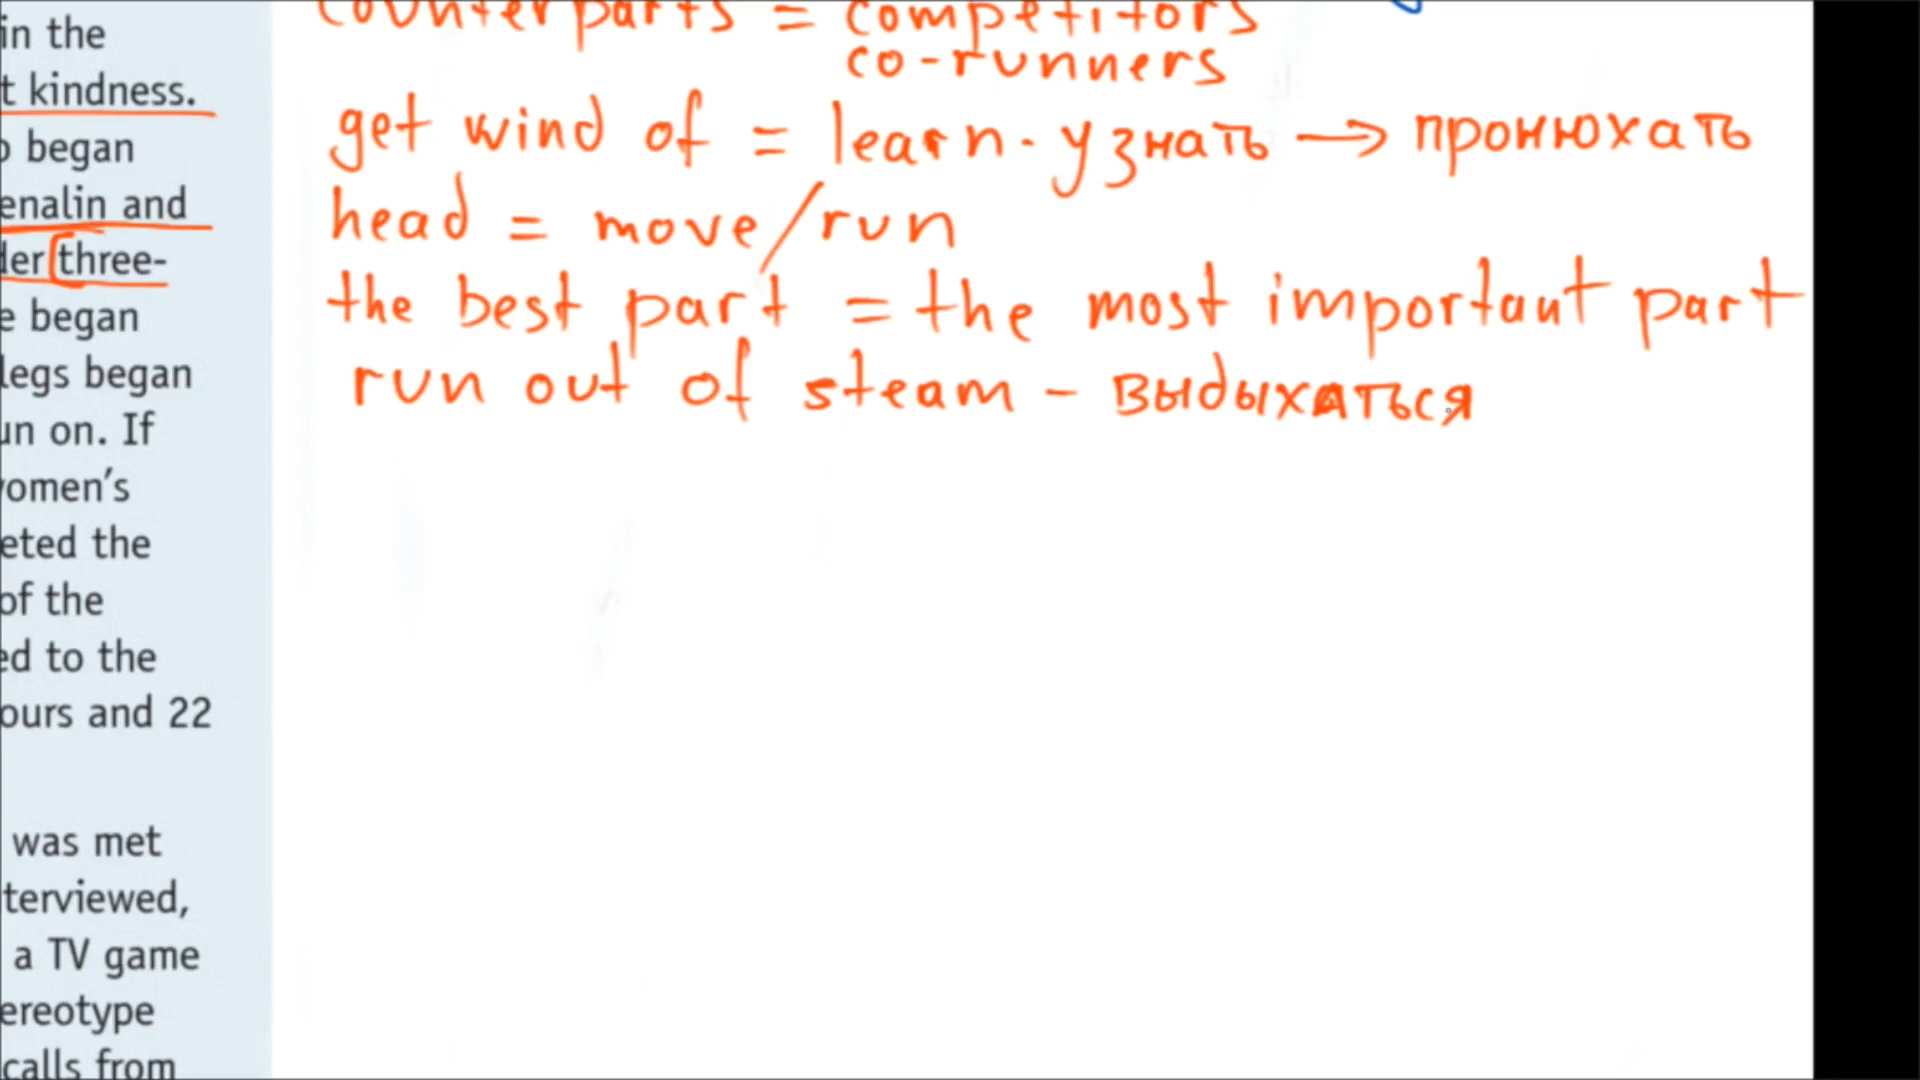 in the
t kindness.
began
enalin and
der three-
e began
legs began
un on. If
omen's
eted the
of the
ed to the
ours and 22
was met
terviewed,
a TV game
ereotype
calls from
counterparts = competitors
co-runners
get wind of = learn - узнать → пронюхать
head = move/run
the best part = the most important part
run out of steam - выдыхаться